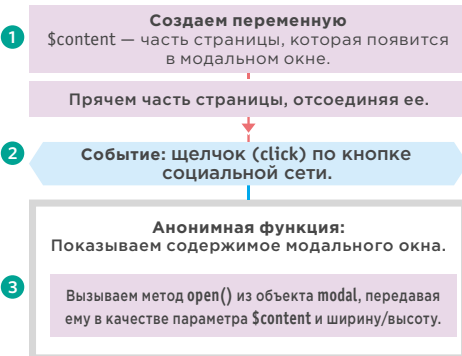 Создаем переменную
1 $content — часть страницы, которая появится
в модальном окне.
Прячем часть страницы, отсоединяя ее.
2 Событие: щелчок (click) по кнопке
социальной сети.
Анонимная функция:
Показываем содержимое модального окна.
3 Вызываем метод open() из объекта modal, передавая
ему в качестве параметра $content и ширину/высоту.